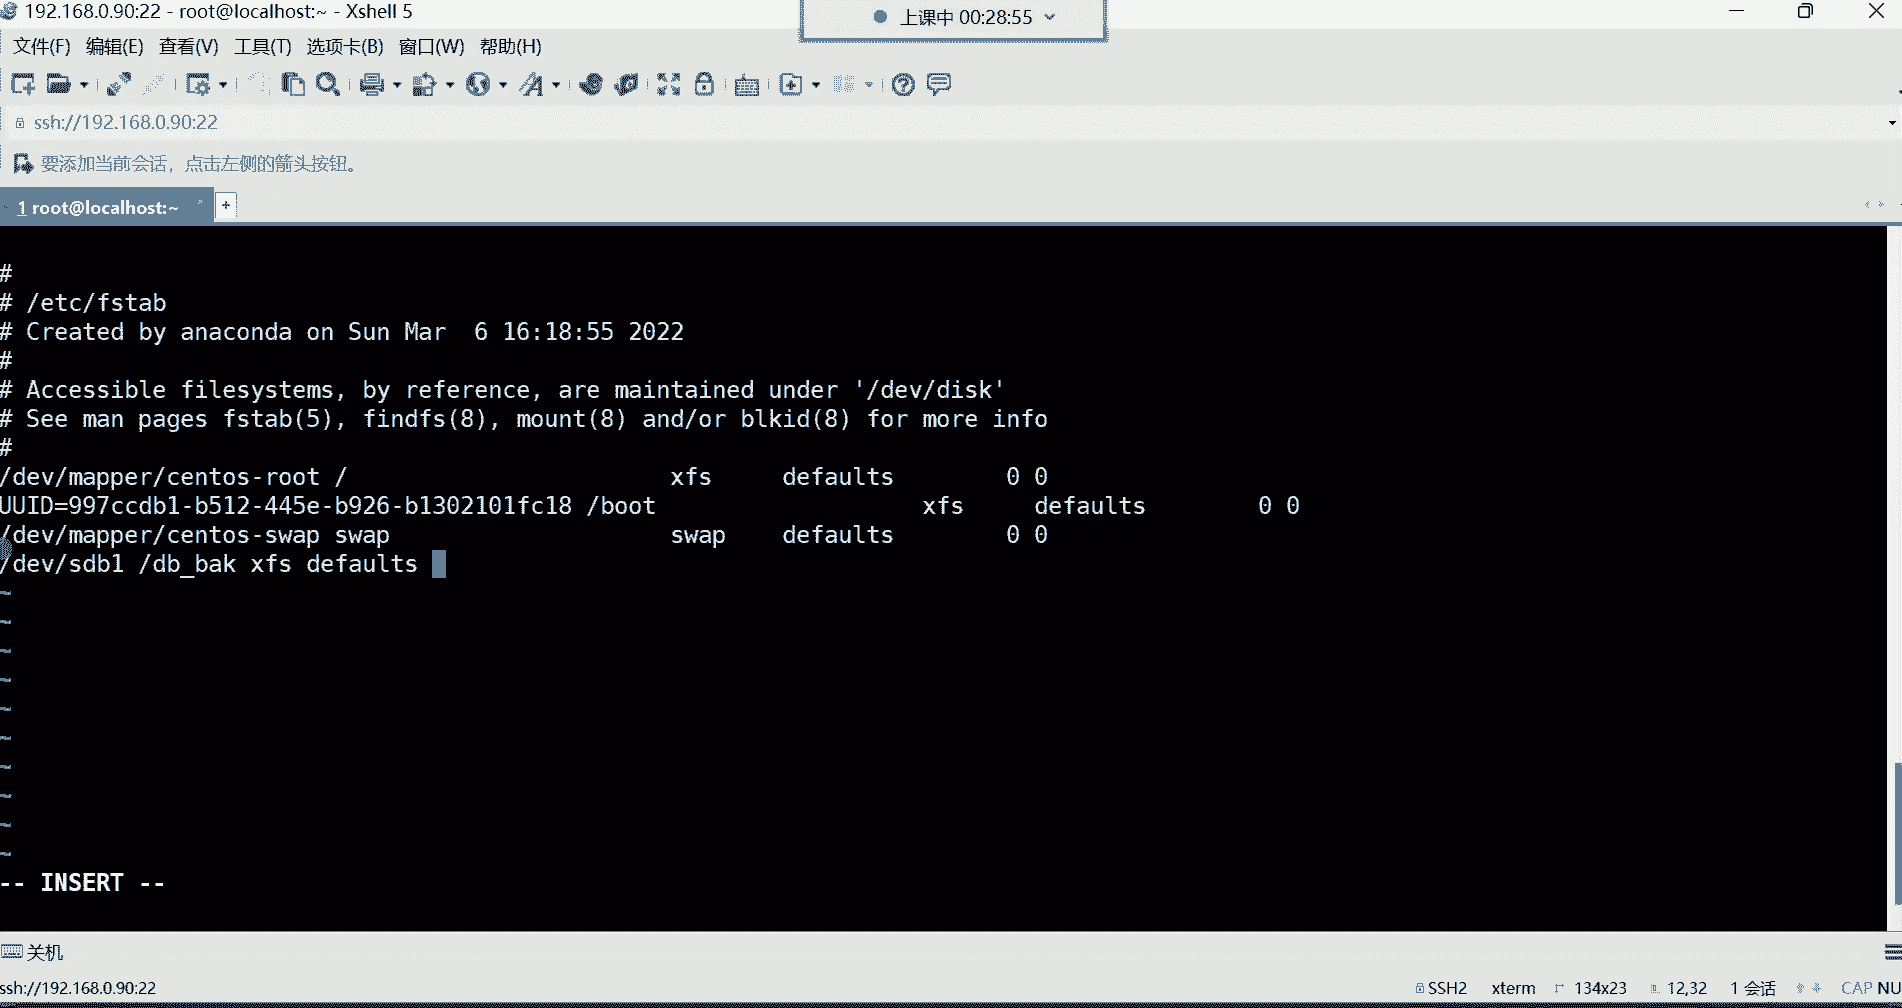 192.168.0.90:22 - root@localhost:~ - Xshell 5
上课中 00:28:55
文件(F) 编辑(E) 查看(V) 工具(T) 选项卡(B) 窗口(W) 帮助(H)
ssh://192.168.0.90:22
要添加当前会话，点击左侧的箭头按钮。
1 root@localhost:~
#
# /etc/fstab
# Created by anaconda on Sun Mar  6 16:18:55 2022
#
# Accessible filesystems, by reference, are maintained under '/dev/disk'
# See man pages fstab(5), findfs(8), mount(8) and/or blkid(8) for more info
#
/dev/mapper/centos-root / xfs defaults 0 0
UUID=997ccdb1-b512-445e-b926-b1302101fc18 /boot xfs defaults 0 0
/dev/mapper/centos-swap swap swap defaults 0 0
/dev/sdb1 /db_bak xfs defaults
~
~
~
~
~
~
~
~
~
~
-- INSERT --
关机
ssh://192.168.0.90:22 SSH2 xterm 134x23 12,32 1 会话 CAP NU